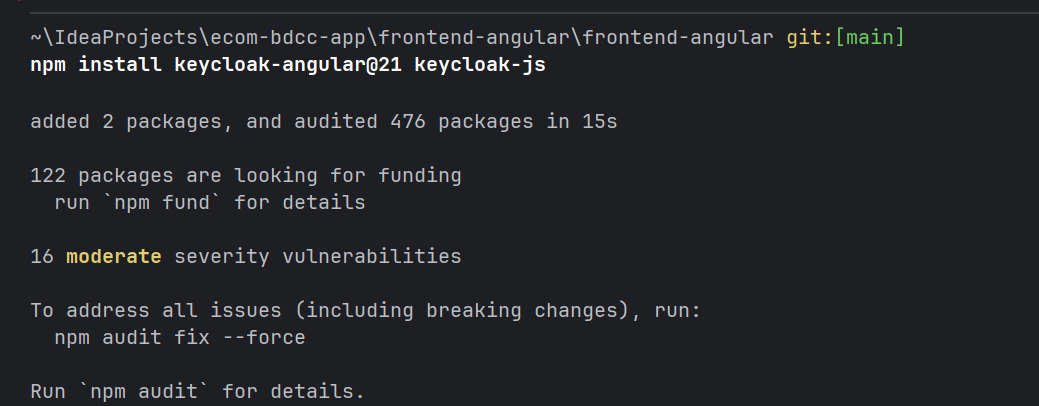 ~\IdeaProjects\ecom-bdcc-app\frontend-angular\frontend-angular git:[main]
npm install keycloak-angular@21 keycloak-js
added 2 packages, and audited 476 packages in 15s
122 packages are looking for funding
  run `npm fund` for details
16 moderate severity vulnerabilities
To address all issues (including breaking changes), run:
  npm audit fix --force
Run `npm audit` for details.